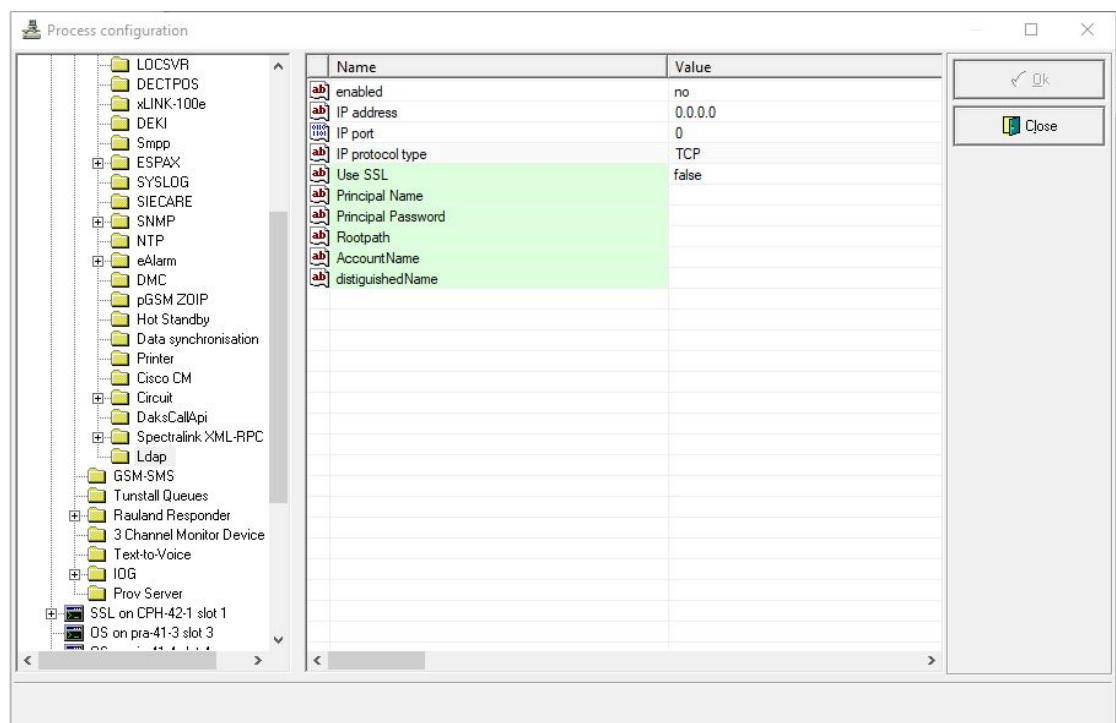 Process configuration
LOCSVR
DECTPOS
xLINK-100e
DEKI
Smpp
ESPAX
SYSLOG
SIECARE
SNMP
NTP
eAlarm
DMC
pGSM ZOIP
Hot Standby
Data synchronisation
Printer
Cisco CM
Circuit
DaksCallApi
Spectralink XML-RPC
Ldap
GSM-SMS
Tunstall Queues
Rauland Responder
3 Channel Monitor Device
Text-to-Voice
IOG
Prov Server
SSL on CPH-42-1 slot 1
OS on pra-41-3 slot 3
Name Value
enabled no
IP address 0.0.0.0
IP port 0
IP protocol type TCP
Use SSL false
Principal Name
Principal Password
Rootpath
AccountName
distiguishedName
Ok
Close